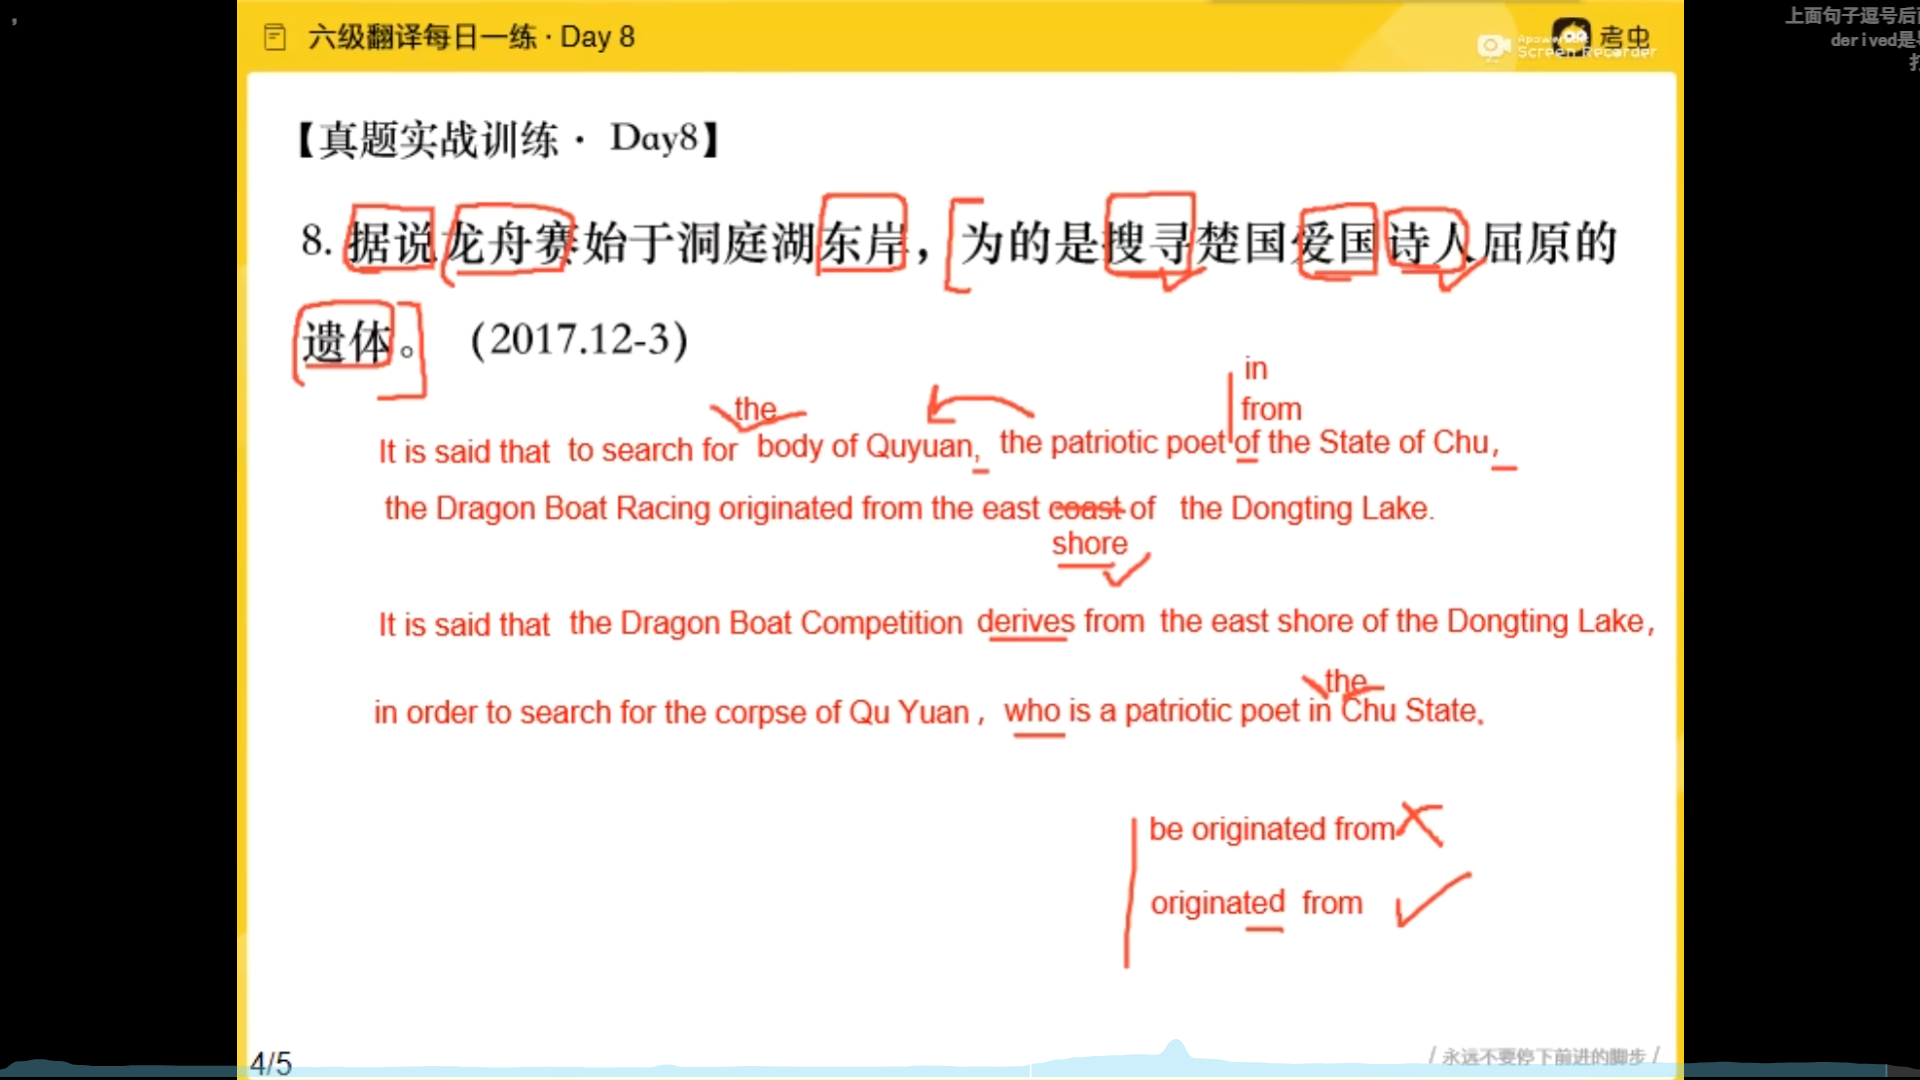 ,
上面句子逗号后面
derived是
六级翻译每日一练 · Day 8
考虫
Apower
Screen Recorder
【真题实战训练 · Day8】
8. 据说龙舟赛始于洞庭湖东岸，为的是搜寻楚国爱国诗人屈原的
遗体。 (2017.12-3)
in
the
from
It is said that to search for body of Quyuan, the patriotic poet of the State of Chu,
the Dragon Boat Racing originated from the east coast of the Dongting Lake.
shore
It is said that the Dragon Boat Competition derives from the east shore of the Dongting Lake,
the
in order to search for the corpse of Qu Yuan , who is a patriotic poet in Chu State.
be originated from
originated from
4/5
/ 永远不要停下前进的脚步 /